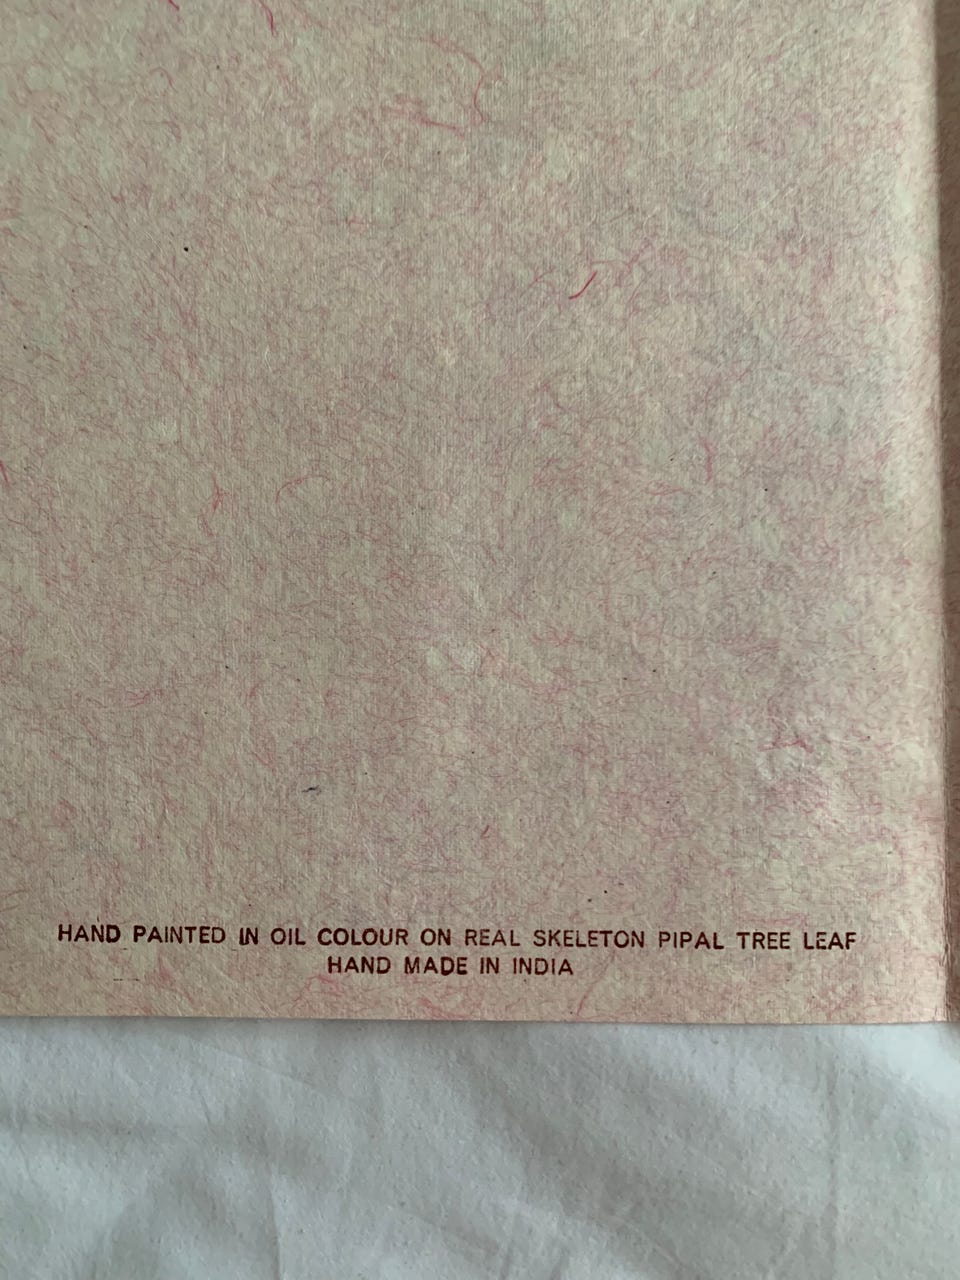 HAND PAINTED IN OIL COLOUR ON REAL SKELETON PIPAL TREE LEAF
HAND MADE IN INDIA